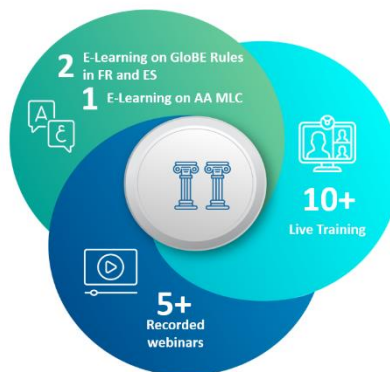 2 E-Learning on GloBE Rules
in FR and ES
1 E-Learning on AA MLC
A
10+
Live Training
5+
Recorded
webinars